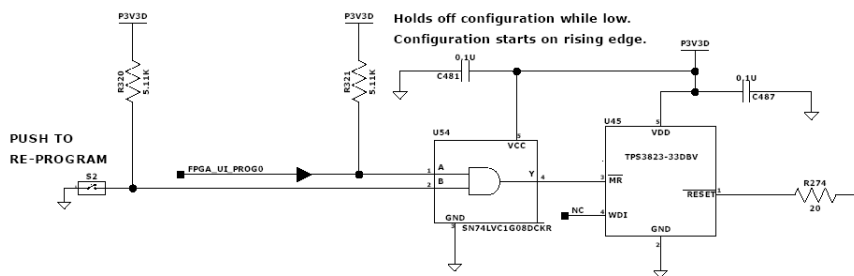 P3V3D
P3V3D
Holds off configuration while low.
Configuration starts on rising edge.
P3V3D
0.1U
C481
0.1U
C487
R320
5.11K
R321
5.11K
U54
5
VCC
U45
5
VDD
TPS3823-33DBV
PUSH TO
RE-PROGRAM
FPGA_UI_PROG0
1
A
2
B
Y
4
3
MR
RESET
1
R274
20
S2
NC
4
WDI
GND
3
SN74LVC1G08DCKR
GND
2